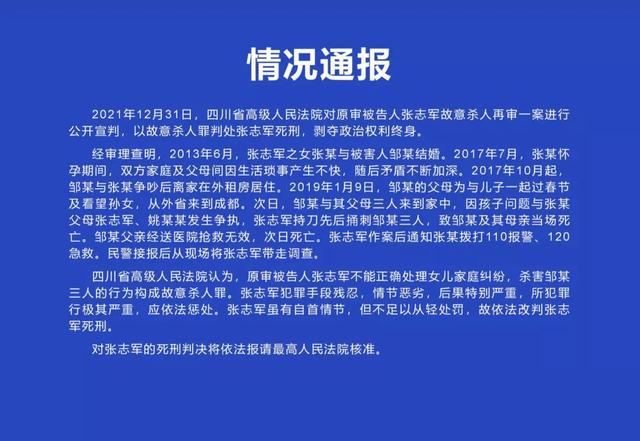 情况通报
2021年12月31日，四川省高级人民法院对原审被告人张志军故意杀人再审一案进行
公开宣判，以故意杀人罪判处张志军死刑，剥夺政治权利终身。
经审理查明，2013年6月，张志军之女张某与被害人邹某结婚。2017年7月，张某怀
孕期间，双方家庭及父母间因生活琐事产生不快，随后矛盾不断加深。2017年10月起，
邹某与张某争吵后离家在外租房居住。2019年1月9日，邹某的父母为与儿子一起过春节
及看望孙女，从外省来到成都。次日，邹某与其父母三人来到家中，因孩子问题与张某
父母张志军、姚某某发生争执，张志军持刀先后捅刺邹某三人，致邹某及其母亲当场死
亡。邹某父亲经送医院抢救无效，次日死亡。张志军作案后通知张某拨打110报警、120
急救。民警接报后从现场将张志军带走调查。
四川省高级人民法院认为，原审被告人张志军不能正确处理女儿家庭纠纷，杀害邹某
三人的行为构成故意杀人罪。张志军犯罪手段残忍，情节恶劣，后果特别严重，所犯罪
行极其严重，应依法惩处。张志军虽有自首情节，但不足以从轻处罚，故依法改判张志
军死刑。
对张志军的死刑判决将依法报请最高人民法院核准。